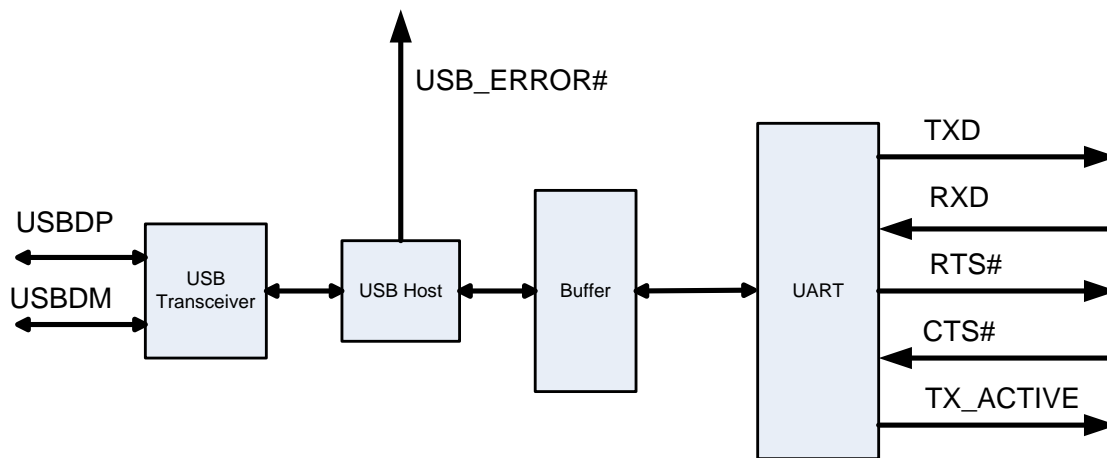 USB_ERROR#
TXD
RXD
USBDP
USB
Transceiver
USB Host
Buffer
UART
RTS#
USBDM
CTS#
TX_ACTIVE